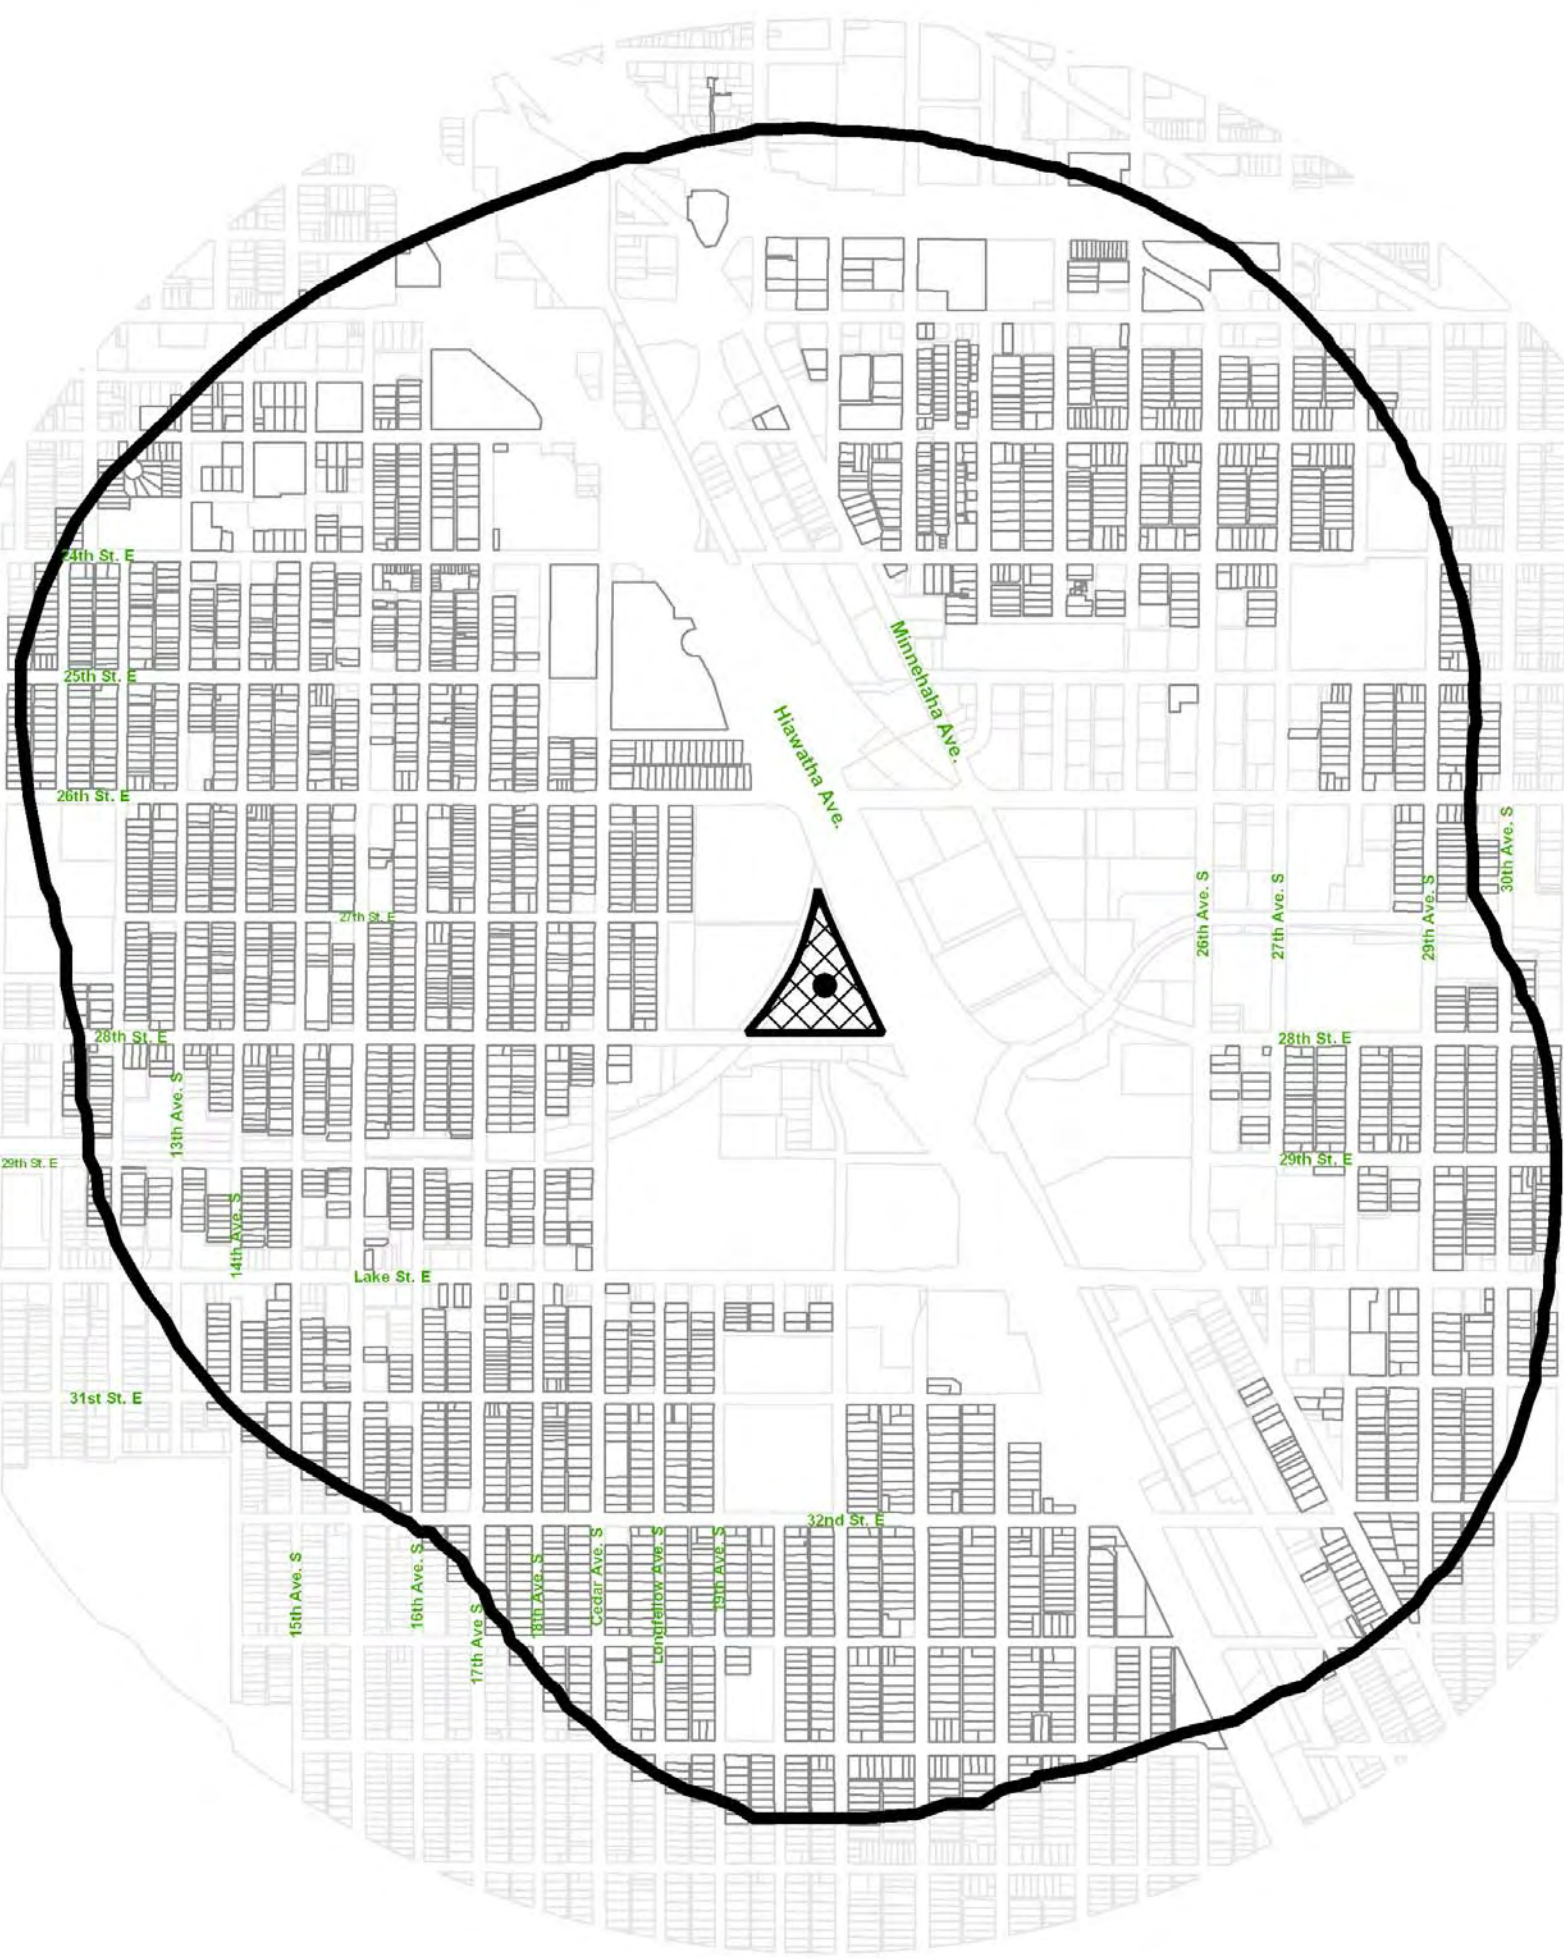 24th St. E
Minnehaha Ave.
25th St. E
Hiawatha Ave.
26th St. E
30th Ave. S
26th Ave. S
27th Ave. S
29th Ave. S
27th St. E
28th St. E
28th St. E
13th Ave. S
29th St. E
29th St. E
14th Ave. S
Lake St. E
31st St. E
32nd St. E
15th Ave. S
16th Ave. S
17th Ave S
18th Ave. S
Cedar Ave. S
Longfellow Ave. S
19th Ave. S